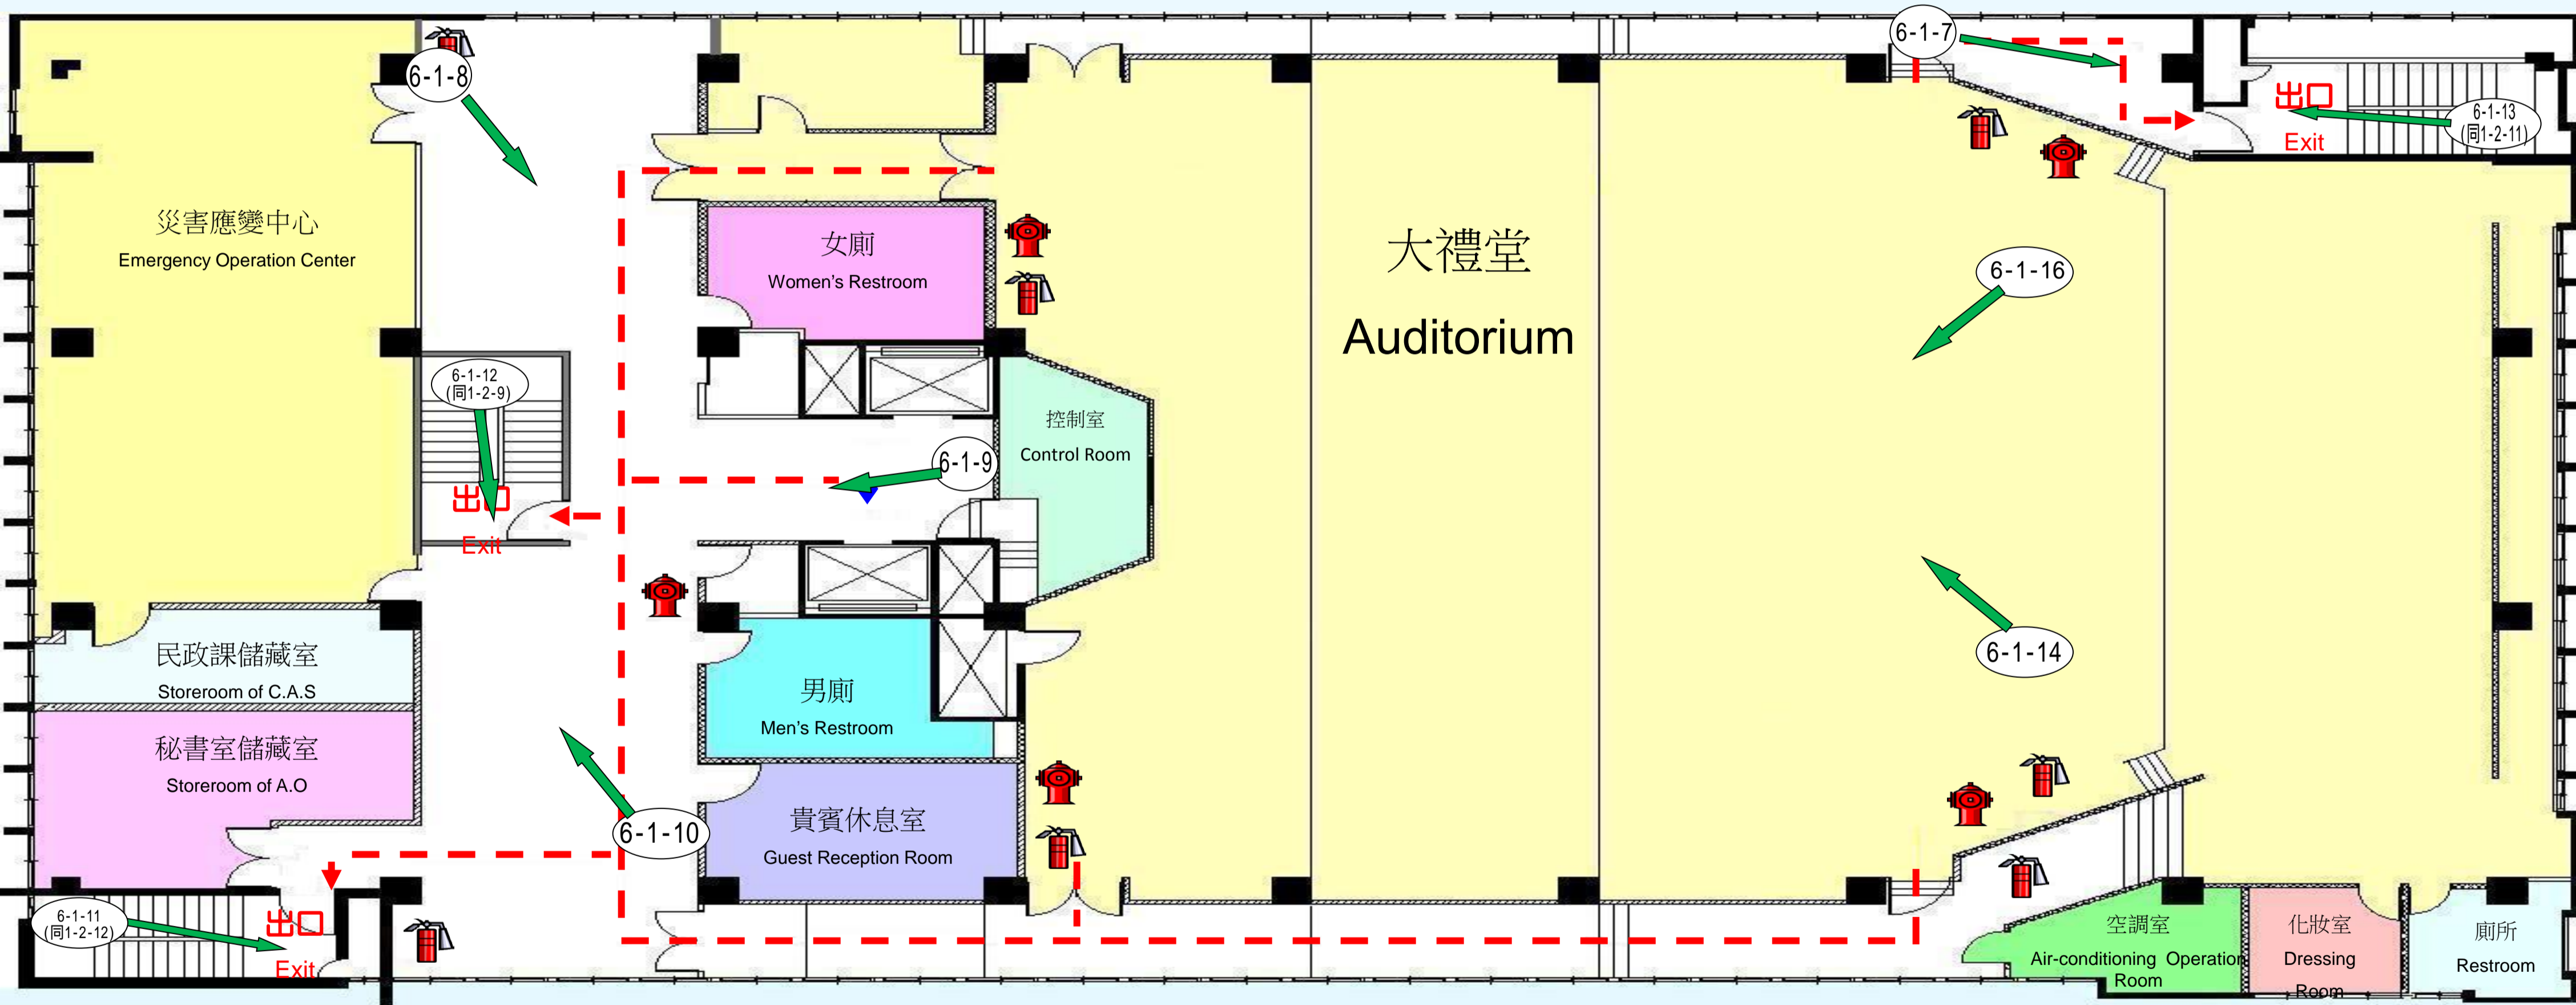 6-1-7
6-1-8
6-1-13
(同1-2-11)
出口
Exit
災害應變中心
Emergency Operation Center
女廁
Women's Restroom
大禮堂
Auditorium
6-1-16
6-1-12
(同1-2-9)
出口
Exit
6-1-9
控制室
Control Room
6-1-14
民政課儲藏室
Storeroom of C.A.S
男廁
Men's Restroom
秘書室儲藏室
Storeroom of A.O
貴賓休息室
Guest Reception Room
6-1-10
6-1-11
(同1-2-12)
出口
Exit
空調室
Air-conditioning Operation
Room
化妝室
Dressing
Room
廁所
Restroom